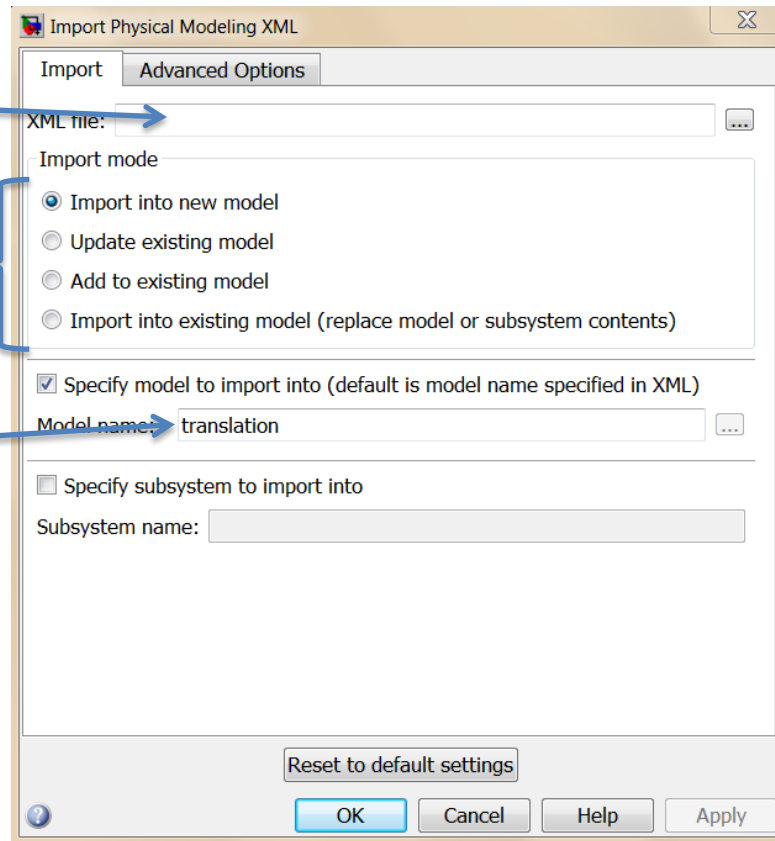 Import Physical Modeling XML
Import
Advanced Options
XML file:
...
Import mode
Import into new model
Update existing model
Add to existing model
Import into existing model (replace model or subsystem contents)
Specify model to import into (default is model name specified in XML)
Model name: translation
...
Specify subsystem to import into
Subsystem name:
Reset to default settings
? OK Cancel Help Apply